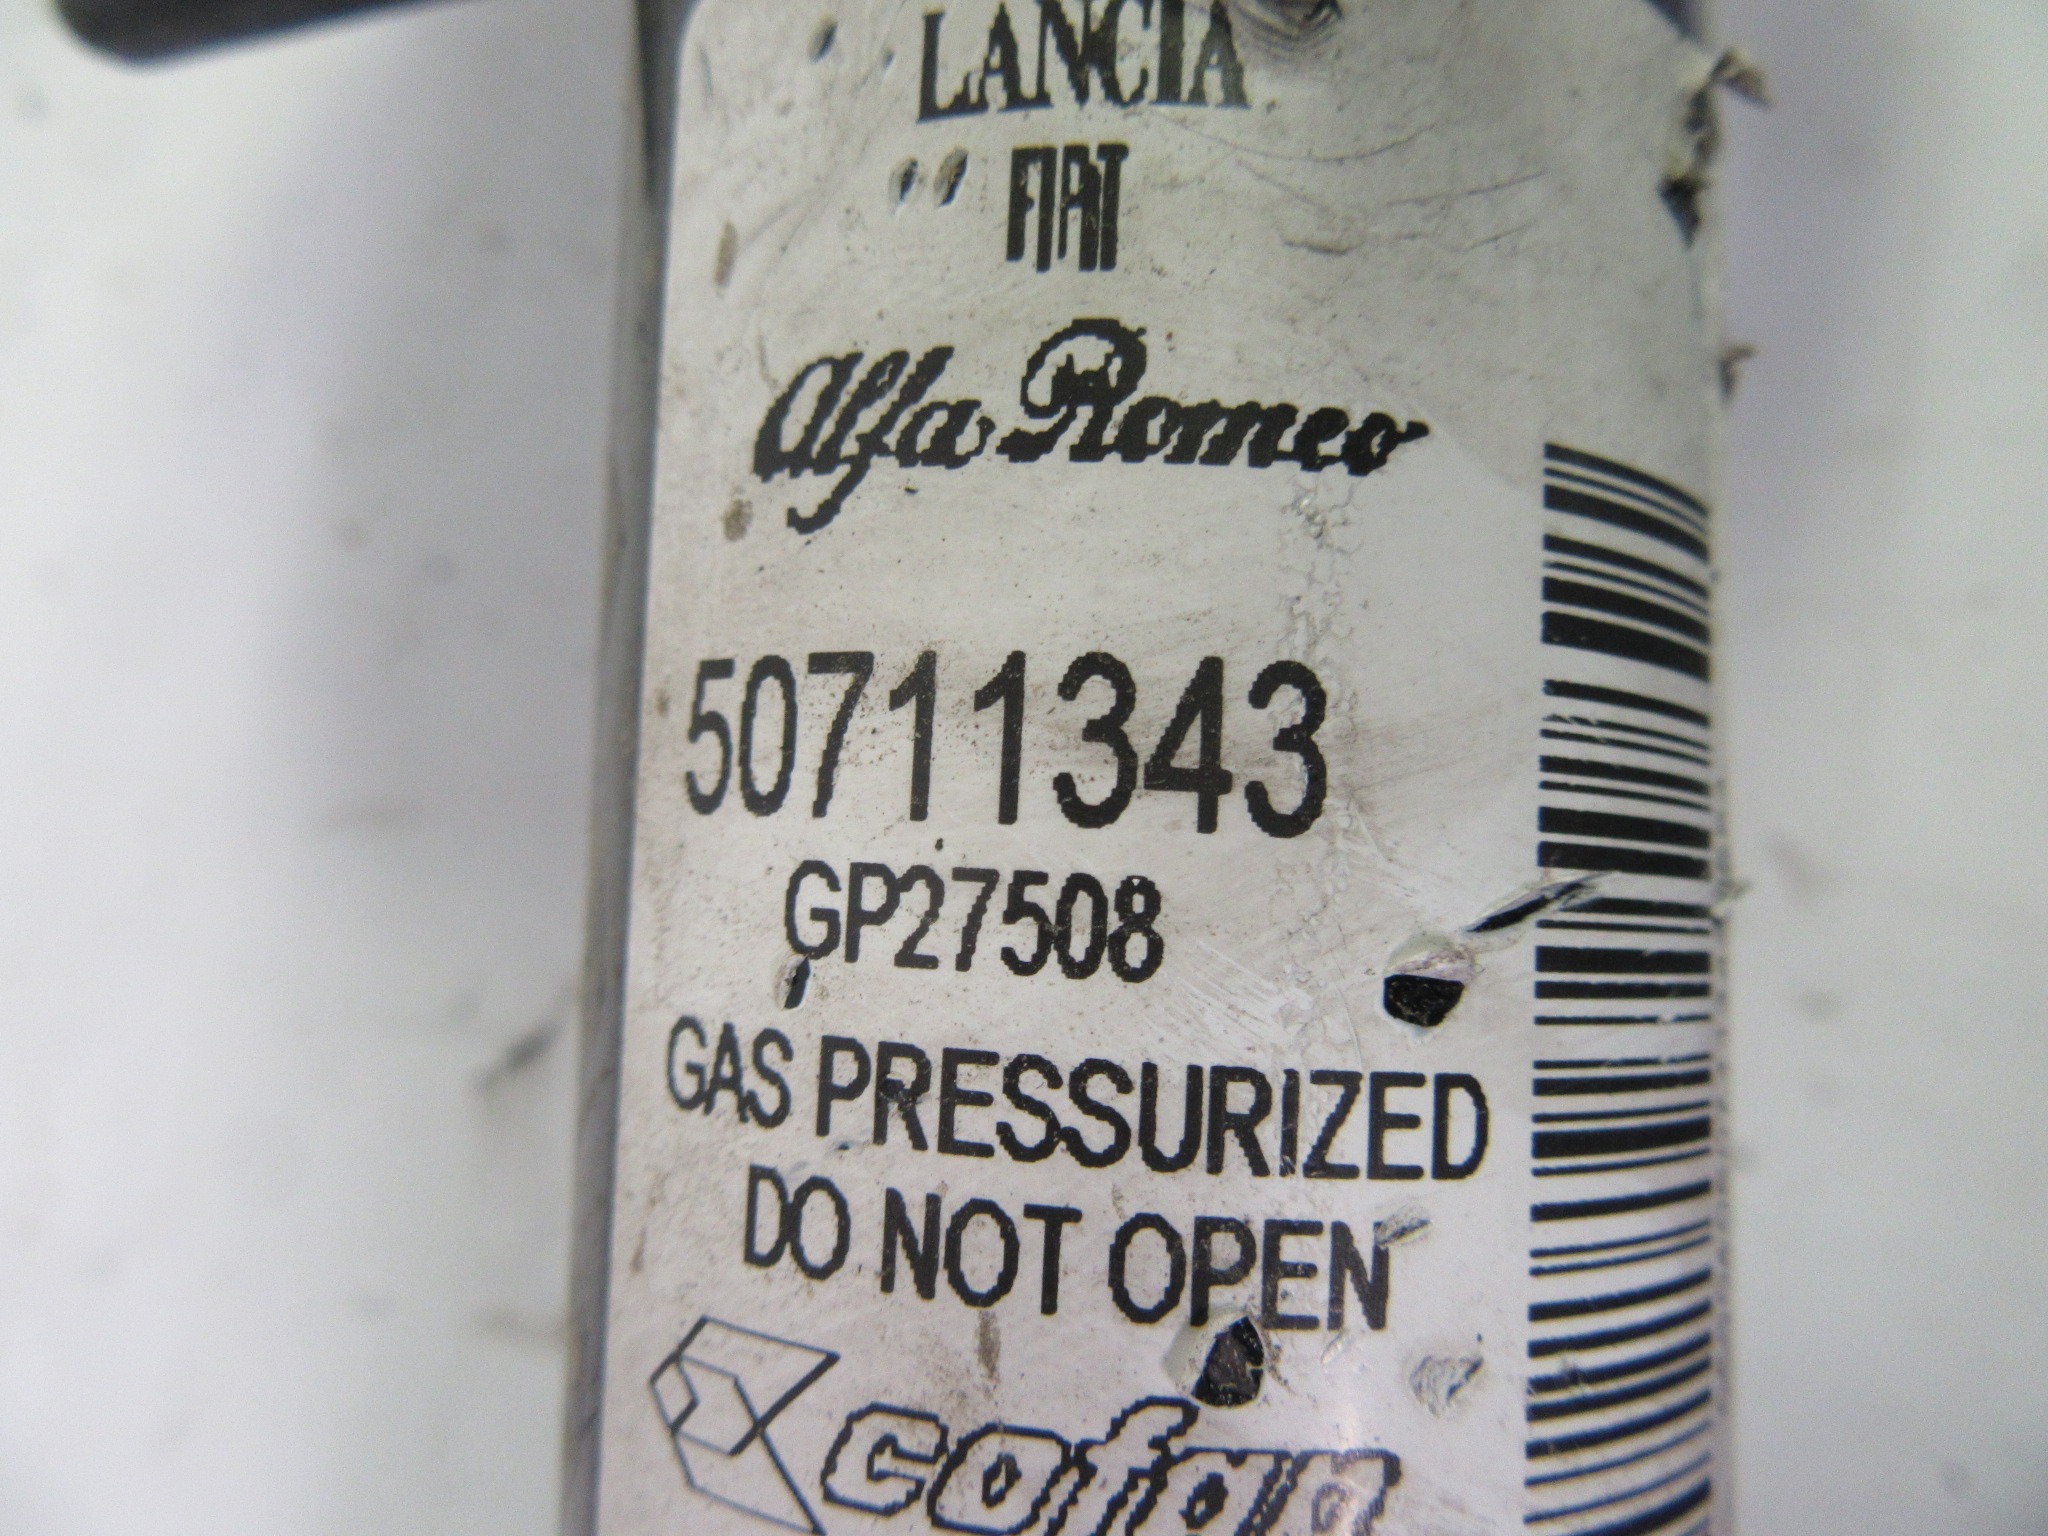 LANCIA
FIAT
Alfa Romeo
50711343
GP27508
GAS PRESSURIZED
DO NOT OPEN
cofap